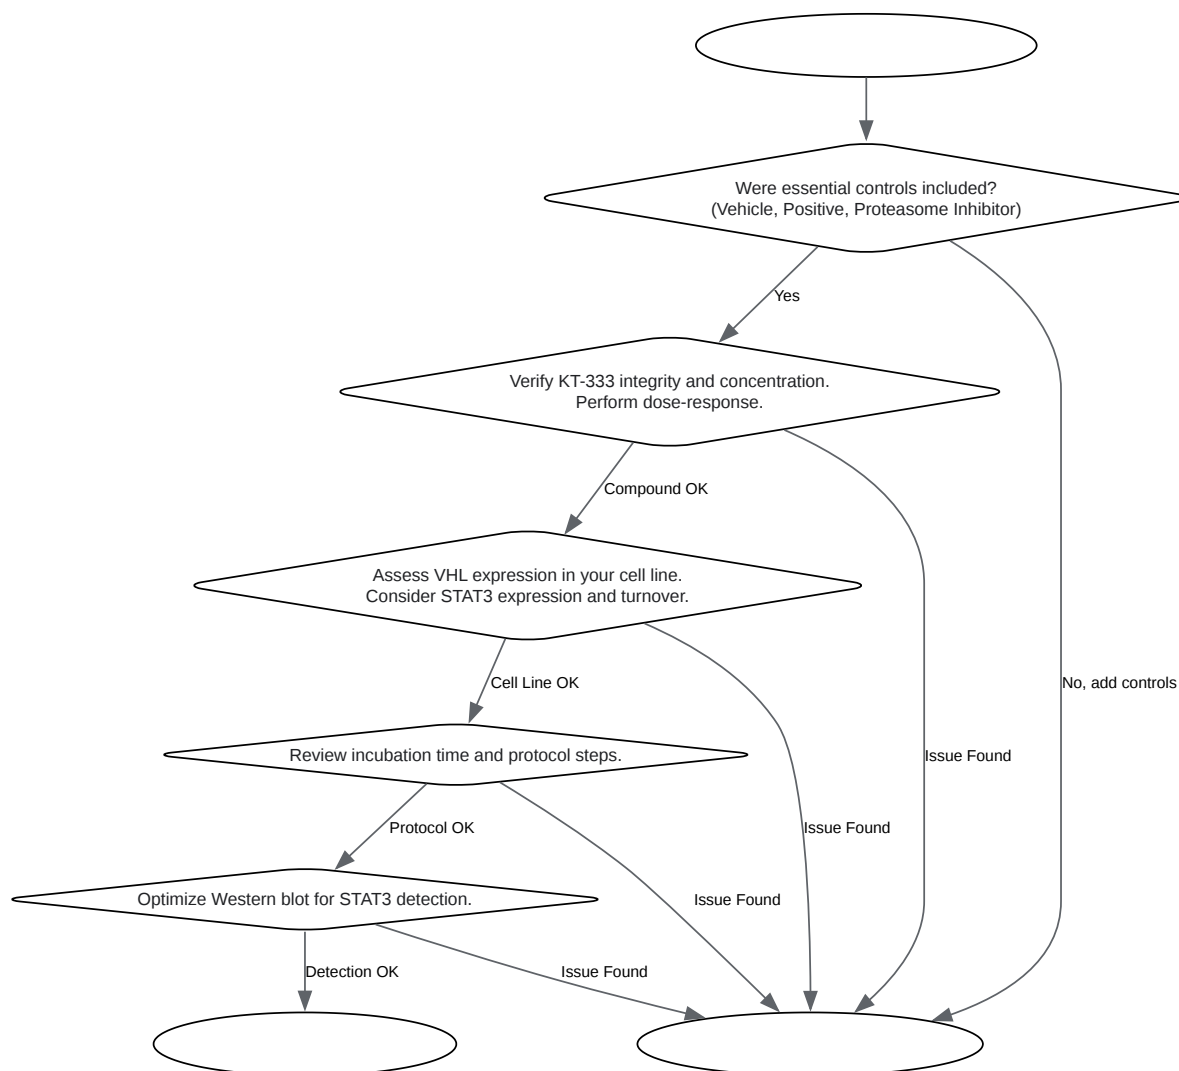 Were essential controls included?
(Vehicle, Positive, Proteasome Inhibitor)
Yes
Verify KT-333 integrity and concentration.
Perform dose-response.
Compound OK
Assess VHL expression in your cell line.
Consider STAT3 expression and turnover.
Cell Line OK
No, add controls
Review incubation time and protocol steps.
Issue Found
Protocol OK
Issue Found
Optimize Western blot for STAT3 detection.
Issue Found
Detection OK
Issue Found